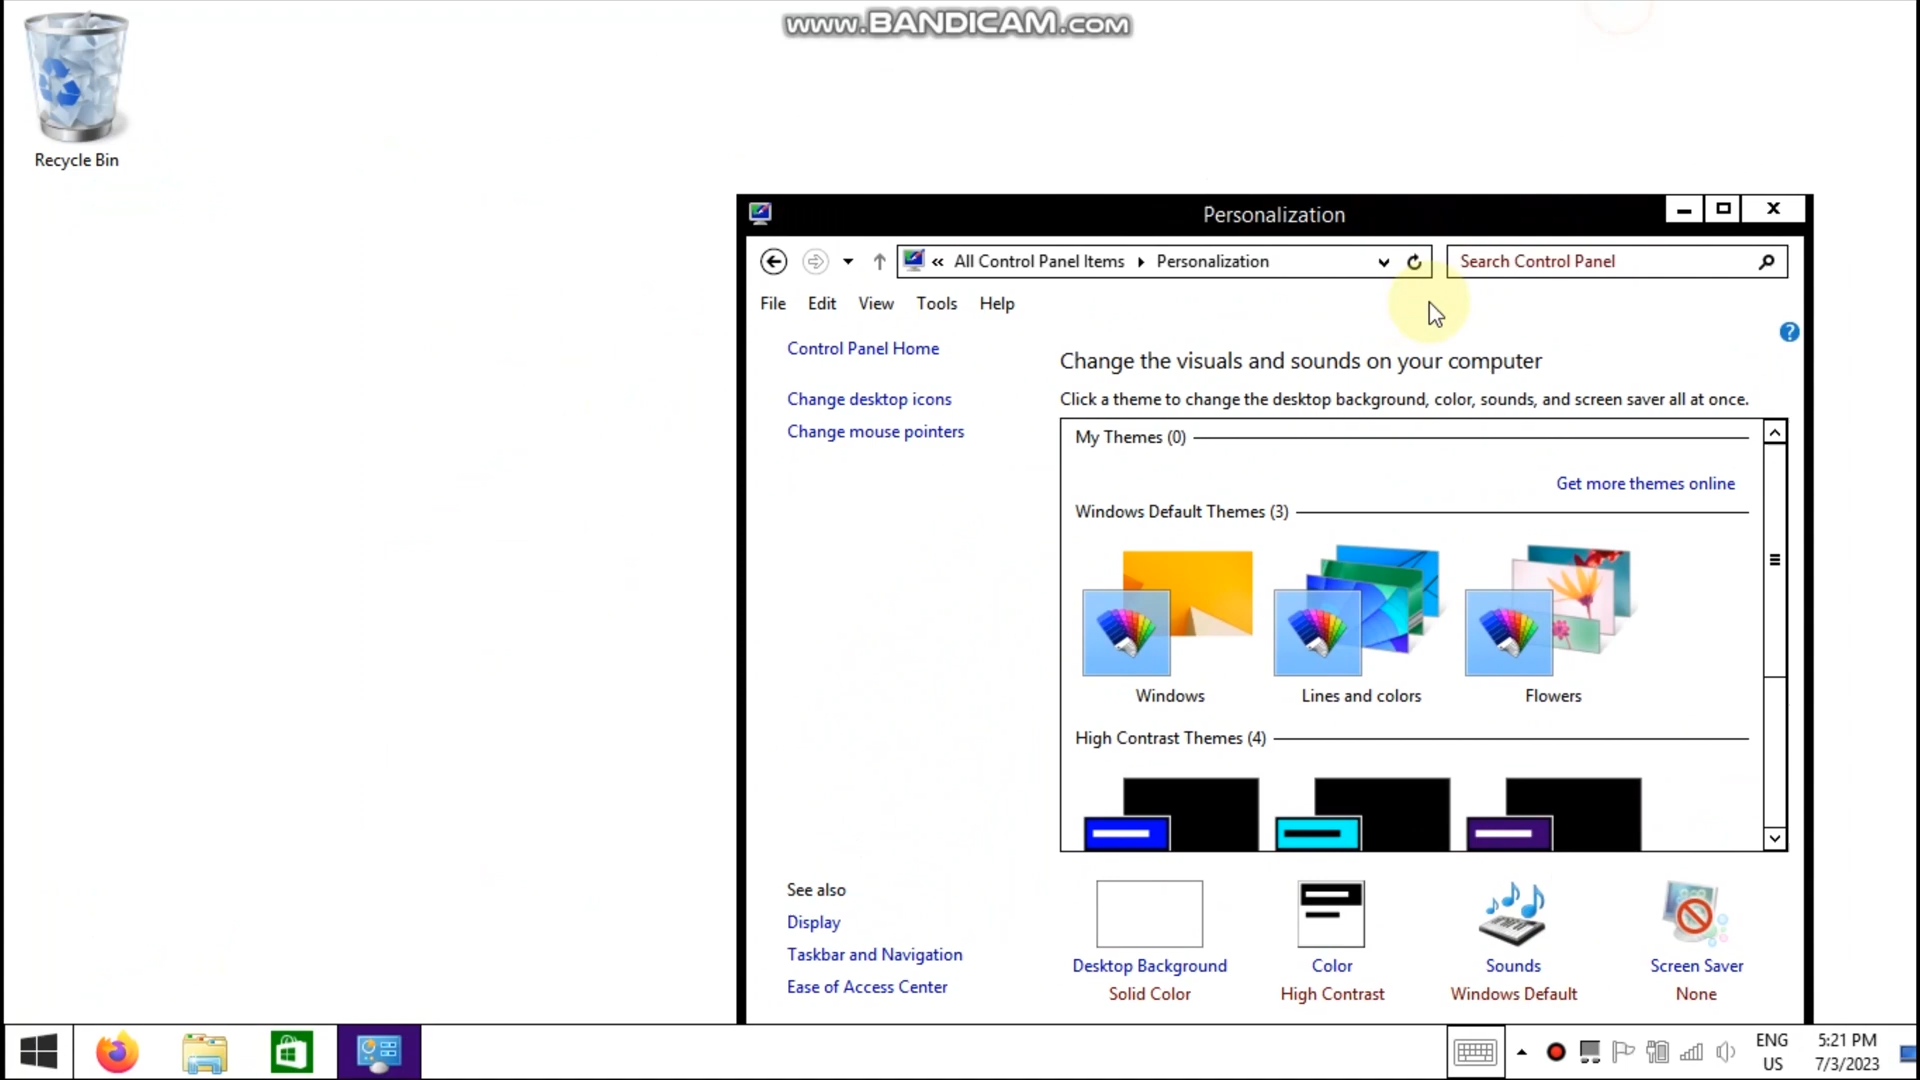 www.BANDICAM.com
Recycle Bin
Personalization
« All Control Panel Items ▸ Personalization
Search Control Panel
File Edit View Tools Help
Control Panel Home
Change desktop icons
Change mouse pointers
Change the visuals and sounds on your computer
Click a theme to change the desktop background, color, sounds, and screen saver all at once.
My Themes (0)
Get more themes online
Windows Default Themes (3)
Windows
Lines and colors
Flowers
High Contrast Themes (4)
See also
Display
Taskbar and Navigation
Ease of Access Center
Desktop Background
Solid Color
Color
High Contrast
Sounds
Windows Default
Screen Saver
None
ENG
US
5:21 PM
7/3/2023